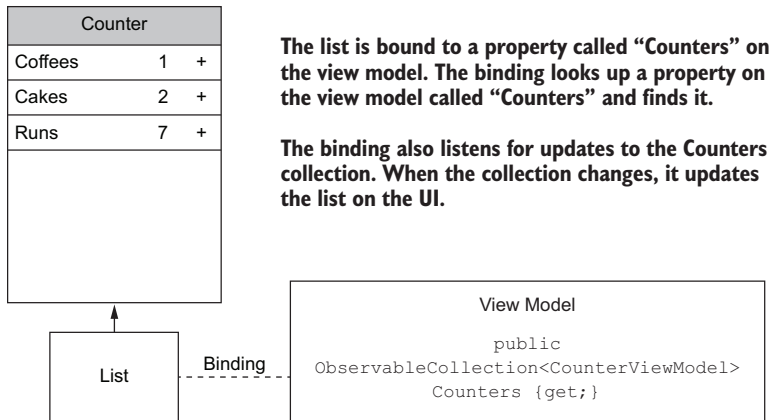 Counter
Coffees 1 +
Cakes 2 +
Runs 7 +
The list is bound to a property called “Counters” on
the view model. The binding looks up a property on
the view model called “Counters” and finds it.
The binding also listens for updates to the Counters
collection. When the collection changes, it updates
the list on the UI.
List
Binding
View Model
public
ObservableCollection<CounterViewModel>
Counters {get;}